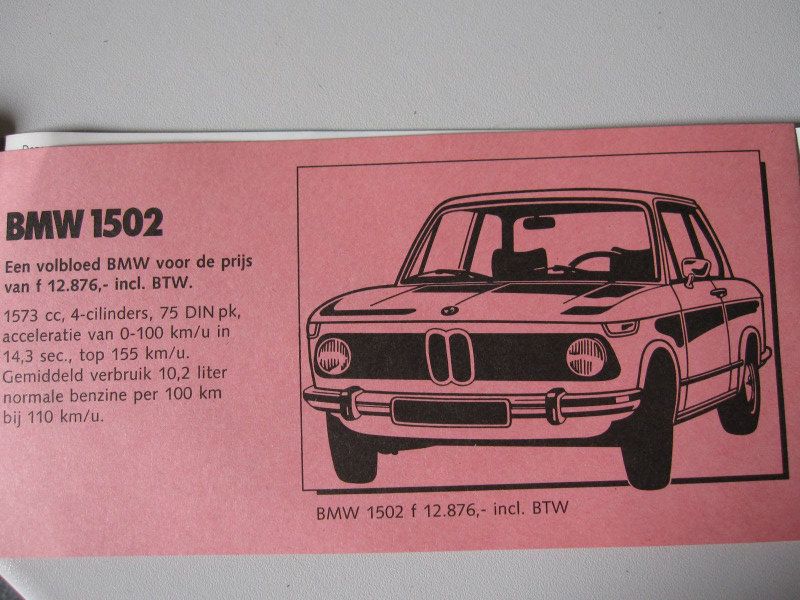 BMW 1502
Een volbloed BMW voor de prijs
van f 12.876,- incl. BTW.
1573 cc, 4-cilinders, 75 DIN pk,
acceleratie van 0-100 km/u in
14,3 sec., top 155 km/u.
Gemiddeld verbruik 10,2 liter
normale benzine per 100 km
bij 110 km/u.
BMW 1502 f 12.876,- incl. BTW